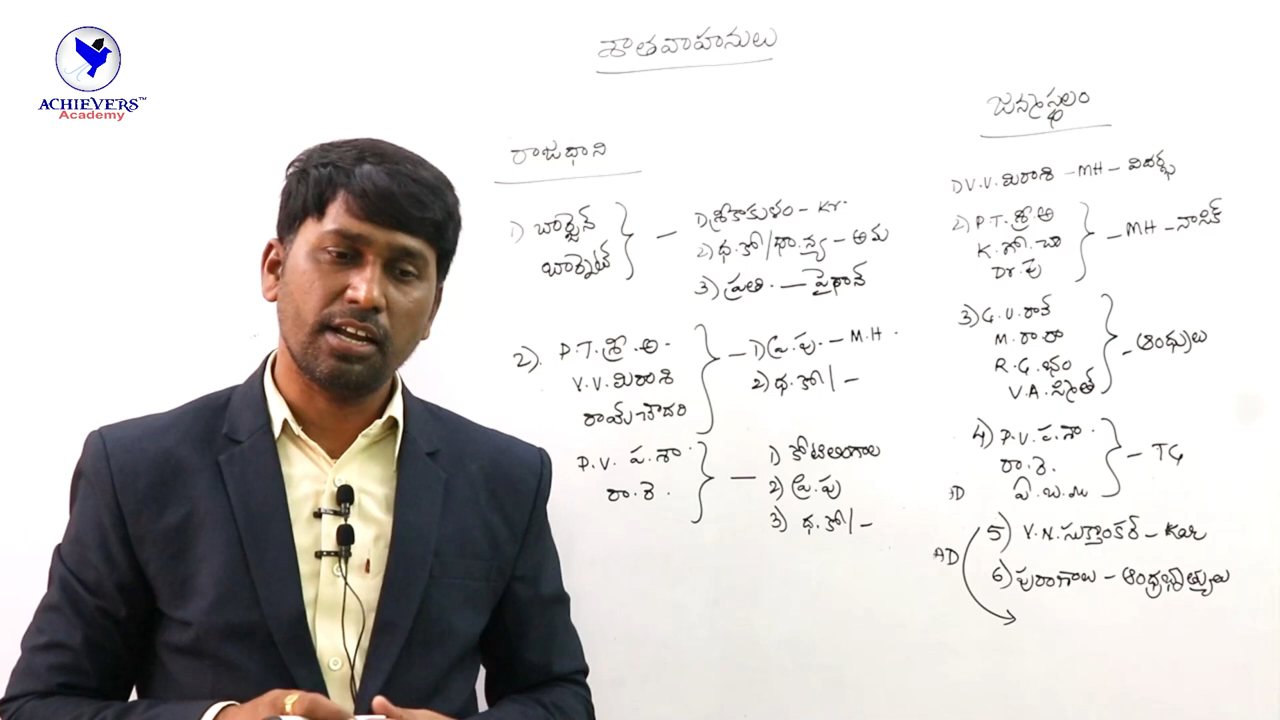 ACHIEVERS™
Academy
శాతవాహనులు
రాజధాని
1) బార్జెస్
బార్నెట్
1) శ్రీకాకుళం - Kr.
2) ధ.కో/ధా.న్య - అమ
3) ప్రతి. - పైఠాన్
2). P.T. శ్రీ.అ.
V.V. మిరాశి
రామ్ చౌదరి
1) ప్ర.పు. - M.H.
2) ధ.కో/-
P.V. ప.శా.
రా.శె.
1) కోటిలింగాల
2) ప్ర.పు
3) ధ.కో/-
జన్మస్థలం
1) V.V. మిరాశి - MH - విదర్భ
2) P.T. శ్రీ.అ
K.గో.చా
Dr.పు
- MH - నాసిక్
3) G.V. రావ్
M.రా.రా
R.G. భం
V.A. స్మిత్
- ఆంధ్రులు
4) P.V. ప.శా.
రా.శె.
ఏ.బ.ము
- TG
5) V.N. సుక్తాంకర్ - Kar
AD
6) పురాణాలు - ఆంధ్రభృత్యులు